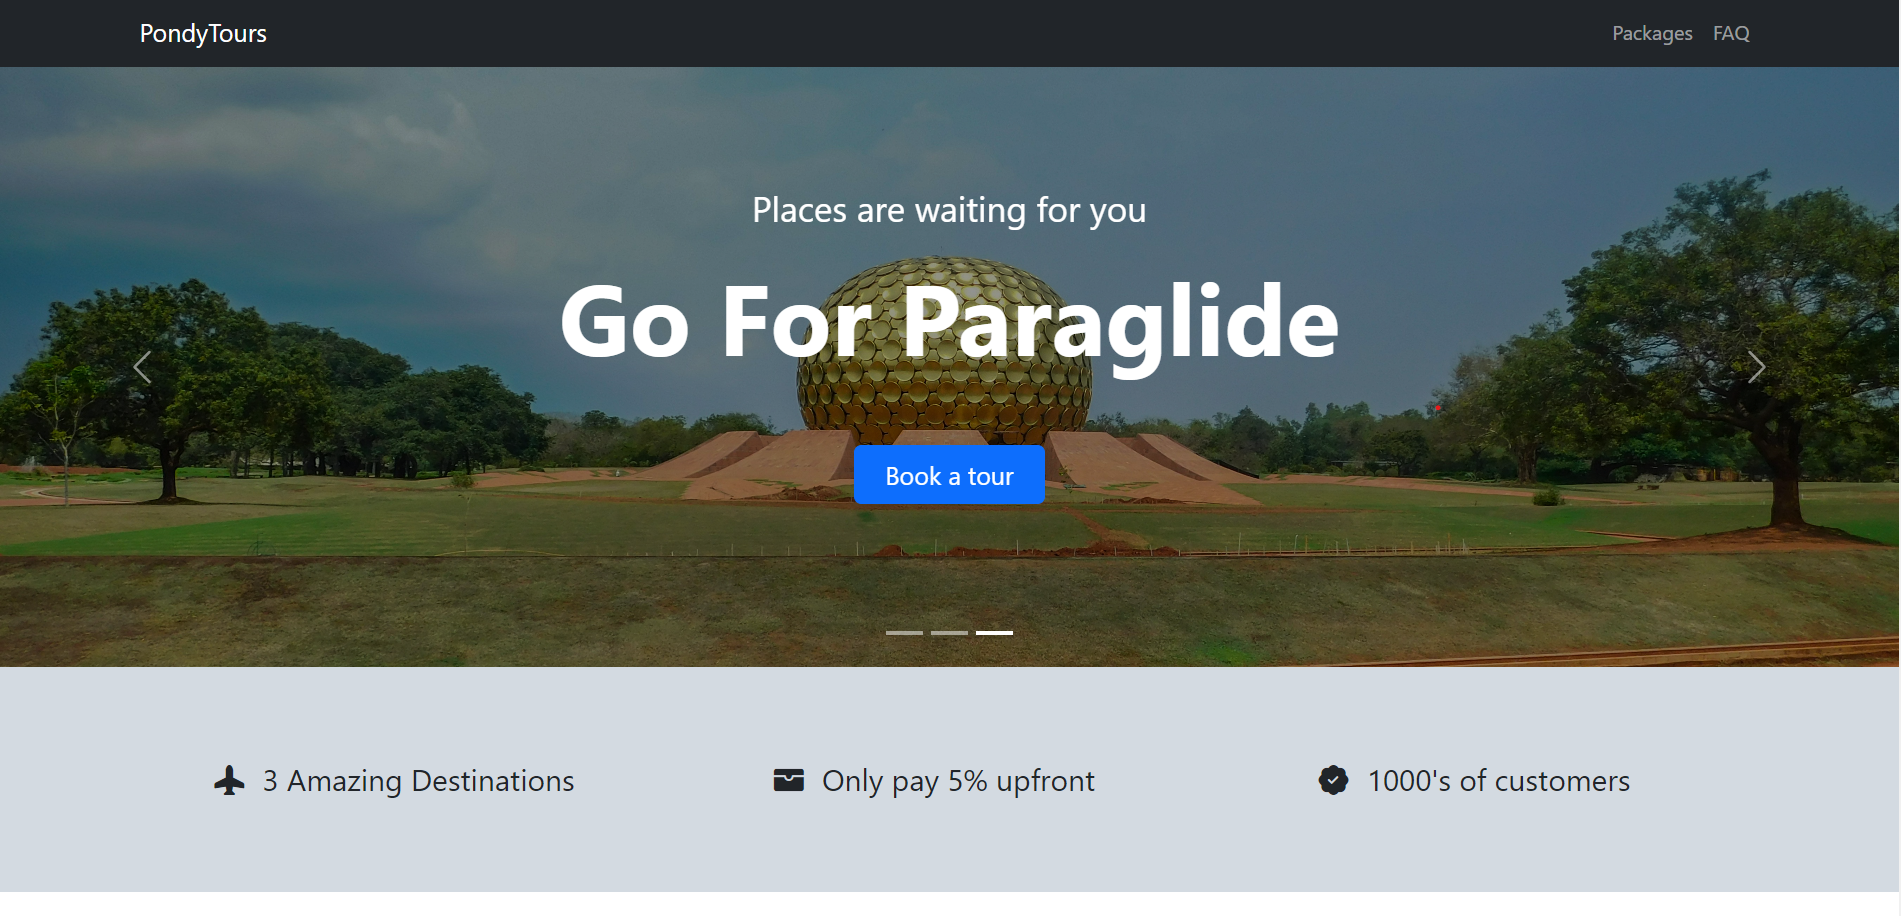 PondyTours
Packages FAQ
Places are waiting for you
Go For Paraglide
Book a tour
3 Amazing Destinations
Only pay 5% upfront
1000's of customers